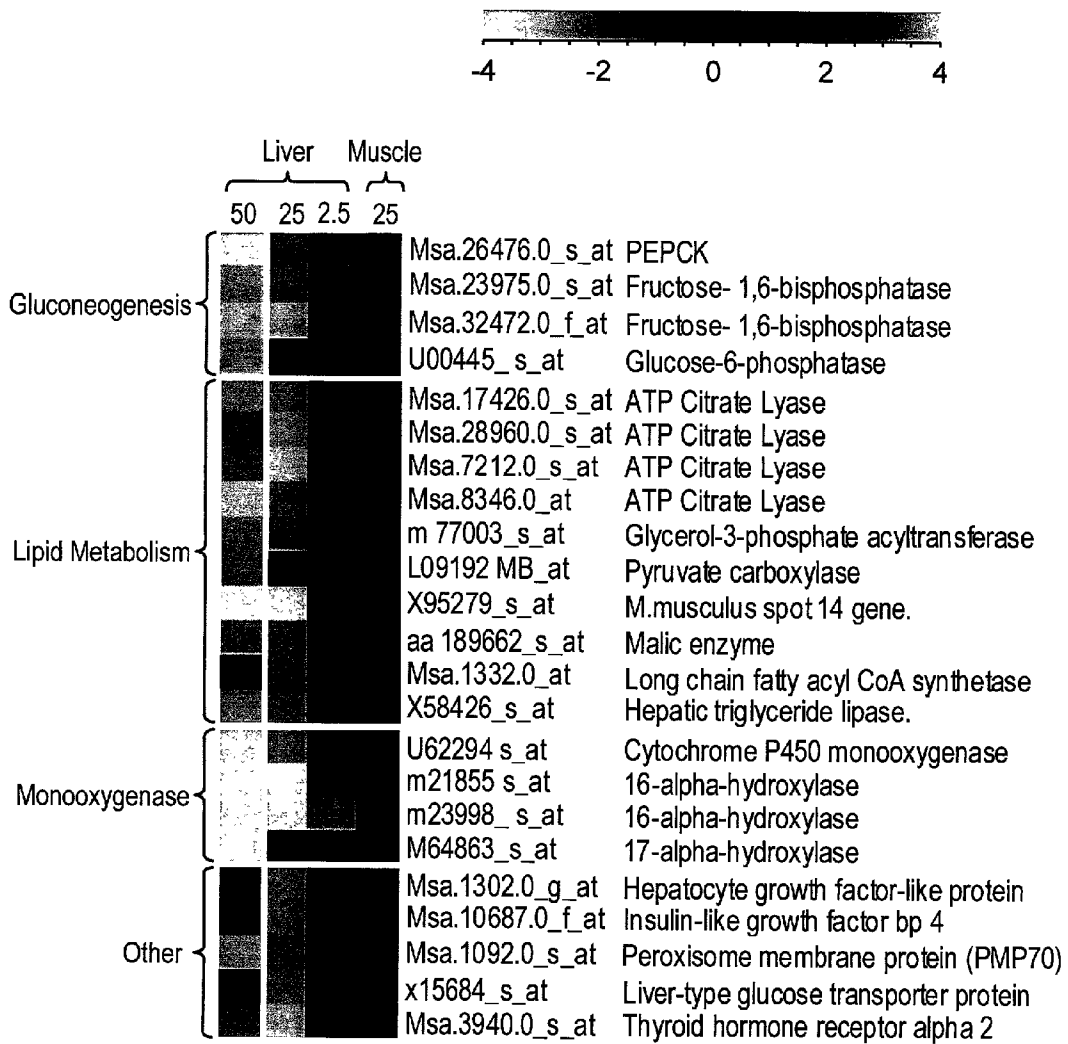 -4 -2 0 2 4
Liver Muscle
50 25 2.5 25
Gluconeogenesis
Msa.26476.0_s_at PEPCK
Msa.23975.0_s_at Fructose- 1,6-bisphosphatase
Msa.32472.0_f_at Fructose- 1,6-bisphosphatase
U00445_ s_at Glucose-6-phosphatase
Lipid Metabolism
Msa.17426.0_s_at ATP Citrate Lyase
Msa.28960.0_s_at ATP Citrate Lyase
Msa.7212.0_s_at ATP Citrate Lyase
Msa.8346.0_at ATP Citrate Lyase
m 77003_s_at Glycerol-3-phosphate acyltransferase
L09192 MB_at Pyruvate carboxylase
X95279_s_at M.musculus spot 14 gene.
aa 189662_s_at Malic enzyme
Msa.1332.0_at Long chain fatty acyl CoA synthetase
X58426_s_at Hepatic triglyceride lipase.
Monooxygenase
U62294 s_at Cytochrome P450 monooxygenase
m21855 s_at 16-alpha-hydroxylase
m23998_ s_at 16-alpha-hydroxylase
M64863_s_at 17-alpha-hydroxylase
Other
Msa.1302.0_g_at Hepatocyte growth factor-like protein
Msa.10687.0_f_at Insulin-like growth factor bp 4
Msa.1092.0_s_at Peroxisome membrane protein (PMP70)
x15684_s_at Liver-type glucose transporter protein
Msa.3940.0_s_at Thyroid hormone receptor alpha 2